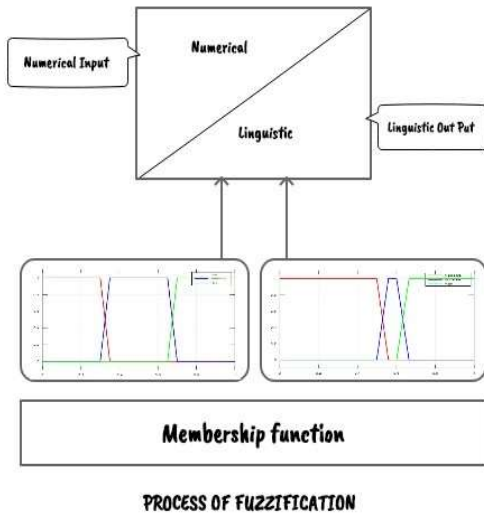 Numerical
Numerical Input
Linguistic
Linguistic Out Put
Membership function
PROCESS OF FUZZIFICATION